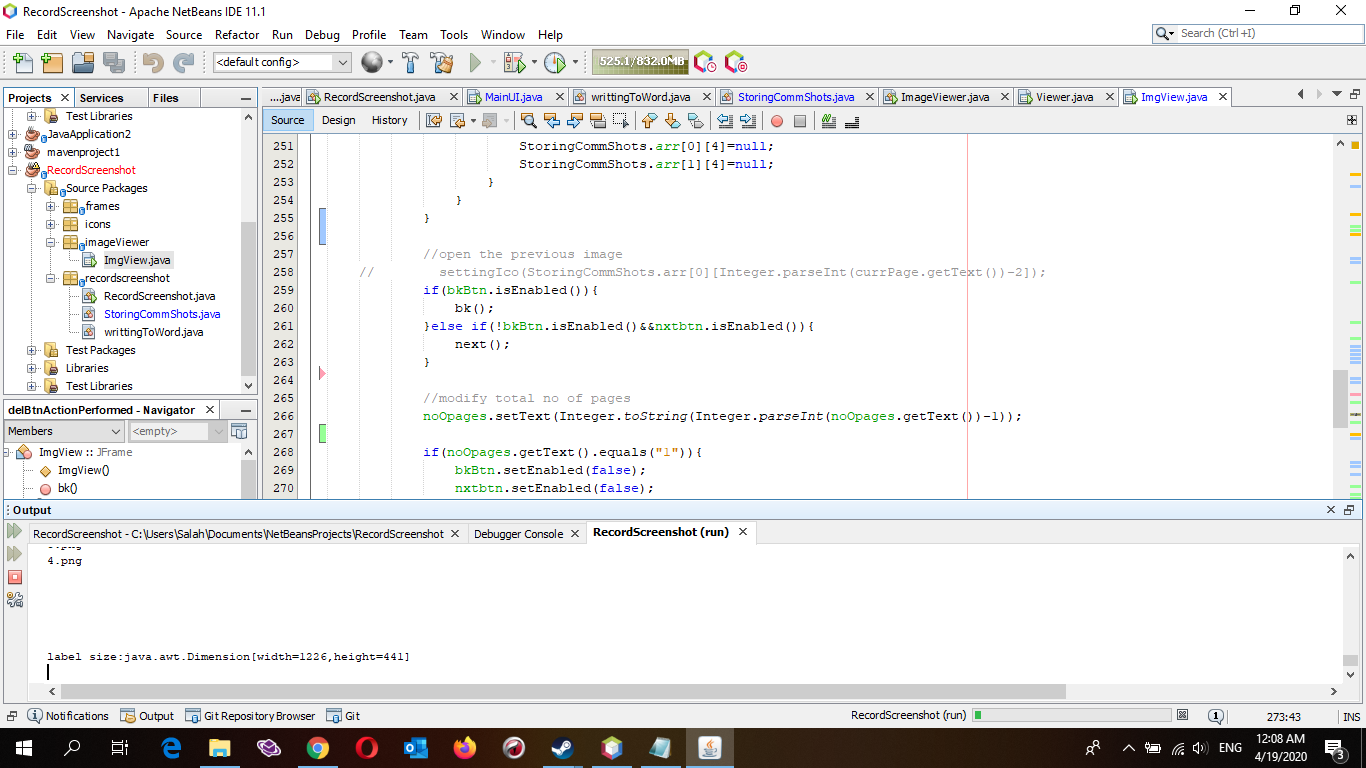 RecordScreenshot - Apache NetBeans IDE 11.1
File Edit View Navigate Source Refactor Run Debug Profile Team Tools Window Help
Search (Ctrl+I)
<default config>
525.1/832.0MB
Projects Services Files
Test Libraries
JavaApplication2
mavenproject1
RecordScreenshot
Source Packages
frames
icons
imageViewer
ImgView.java
recordscreenshot
RecordScreenshot.java
StoringCommShots.java
writtingToWord.java
Test Packages
Libraries
Test Libraries
delBtnActionPerformed - Navigator
Members <empty>
ImgView :: JFrame
ImgView()
bk()
....java RecordScreenshot.java MainUI.java writtingToWord.java StoringCommShots.java ImageViewer.java Viewer.java ImgView.java
Source Design History
251 StoringCommShots.arr[0][4]=null;
252 StoringCommShots.arr[1][4]=null;
253 }
254 }
255 }
256
257 //open the previous image
258 // settingIco(StoringCommShots.arr[0][Integer.parseInt(currPage.getText())-2]);
259 if(bkBtn.isEnabled()){
260 bk();
261 }else if(!bkBtn.isEnabled()&&nxtbtn.isEnabled()){
262 next();
263 }
264
265 //modify total no of pages
266 noOpages.setText(Integer.toString(Integer.parseInt(noOpages.getText())-1));
267
268 if(noOpages.getText().equals("1")){
269 bkBtn.setEnabled(false);
270 nxtbtn.setEnabled(false);
Output
RecordScreenshot - C:\Users\Salah\Documents\NetBeansProjects\RecordScreenshot Debugger Console RecordScreenshot (run)
4.png
label size:java.awt.Dimension[width=1226,height=441]
Notifications Output Git Repository Browser Git
RecordScreenshot (run) 1 273:43 INS
ENG
12:08 AM
4/19/2020
3